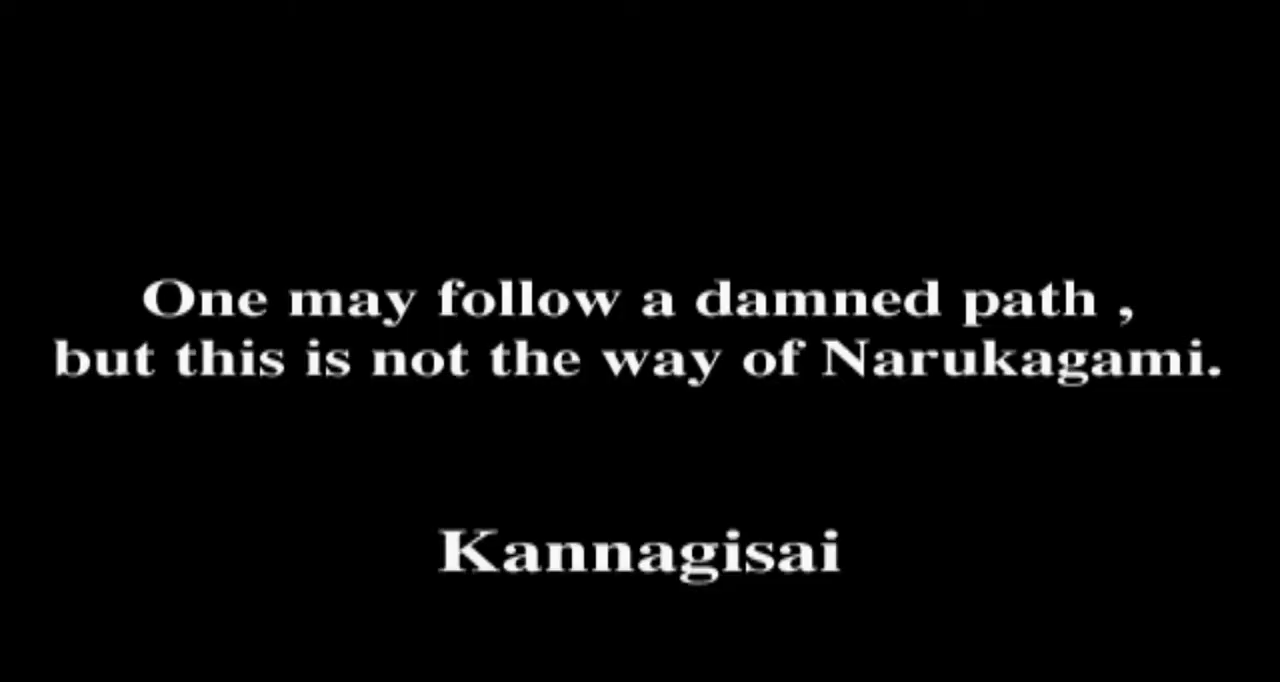 One may follow a damned path ,
but this is not the way of Narukagami.
Kannagisai